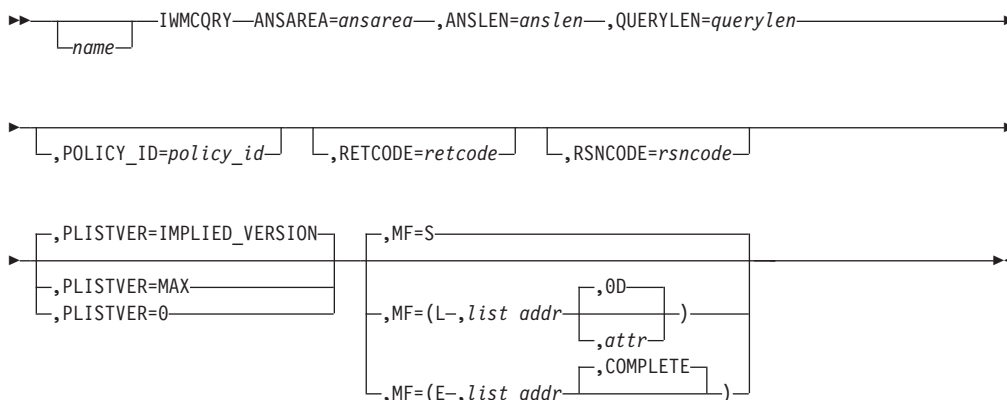 IWMCQRY ANSAREA=ansarea ,ANSLEN=anslen ,QUERYLEN=querylen
name
,POLICY_ID=policy_id ,RETCODE=retcode ,RSNCODE=rsncode
,PLISTVER=IMPLIED_VERSION ,MF=S
,PLISTVER=MAX
,PLISTVER=0
,0D
,MF=(L ,list addr )
,attr
,COMPLETE
,MF=(E ,list addr )